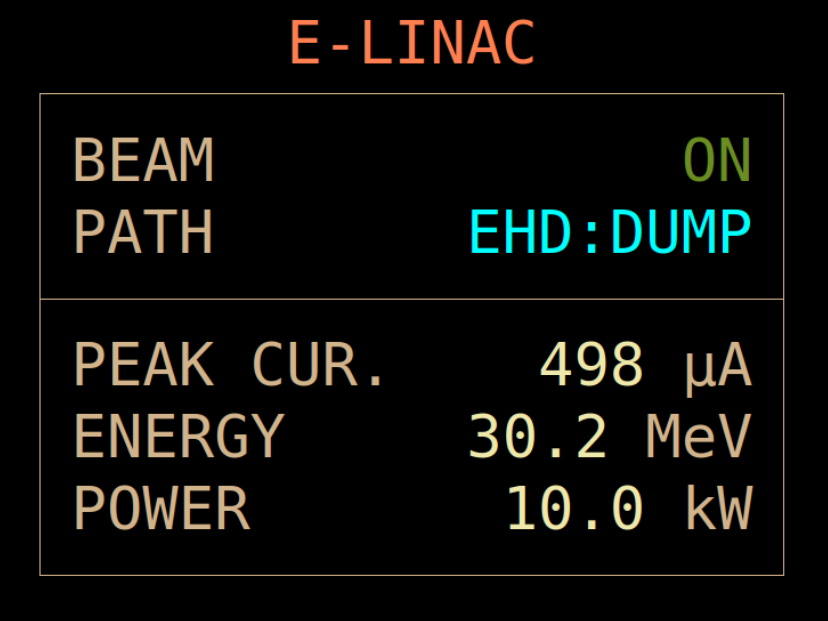 E-LINAC
BEAM ON
PATH EHD:DUMP
PEAK CUR. 498 µA
ENERGY 30.2 MeV
POWER 10.0 kW